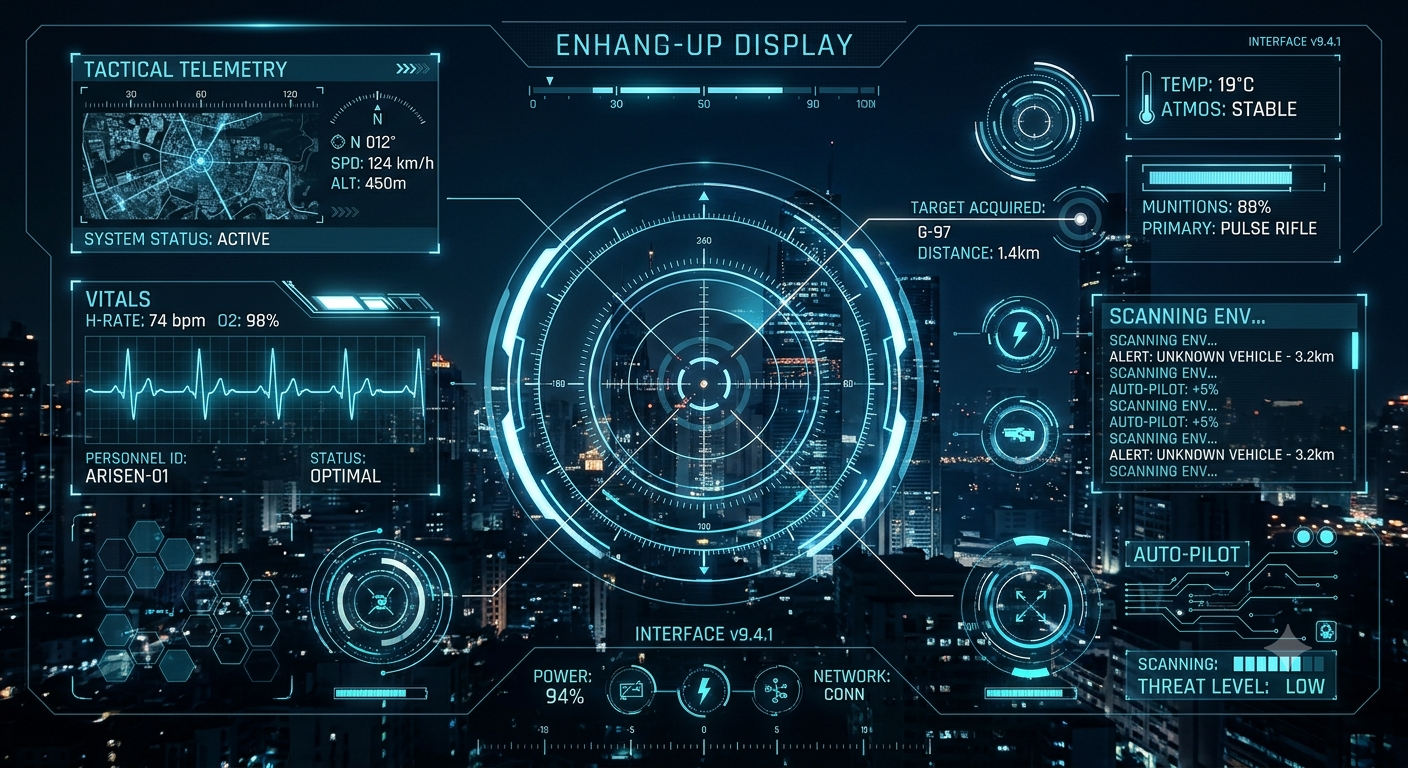 ENHANG-UP DISPLAY
INTERFACE v9.4.1
TACTICAL TELEMETRY
30 60 120
N
N 012°
SPD: 124 km/h
ALT: 450m
SYSTEM STATUS: ACTIVE
0 30 50 90
TEMP: 19°C
ATMOS: STABLE
MUNITIONS: 88%
PRIMARY: PULSE RIFLE
TARGET ACQUIRED:
G-97
DISTANCE: 1.4km
260
100
VITALS
H-RATE: 74 bpm O2: 98%
PERSONNEL ID:
ARISEN-01
STATUS:
OPTIMAL
SCANNING ENV...
SCANNING ENV...
ALERT: UNKNOWN VEHICLE - 3.2km
SCANNING ENV...
AUTO-PILOT: +5%
SCANNING ENV...
AUTO-PILOT: +5%
SCANNING ENV...
ALERT: UNKNOWN VEHICLE - 3.2km
SCANNING ENV...
AUTO-PILOT
SCANNING:
THREAT LEVEL: LOW
INTERFACE v9.4.1
POWER:
94%
NETWORK:
CONN
-18 -5 0 5